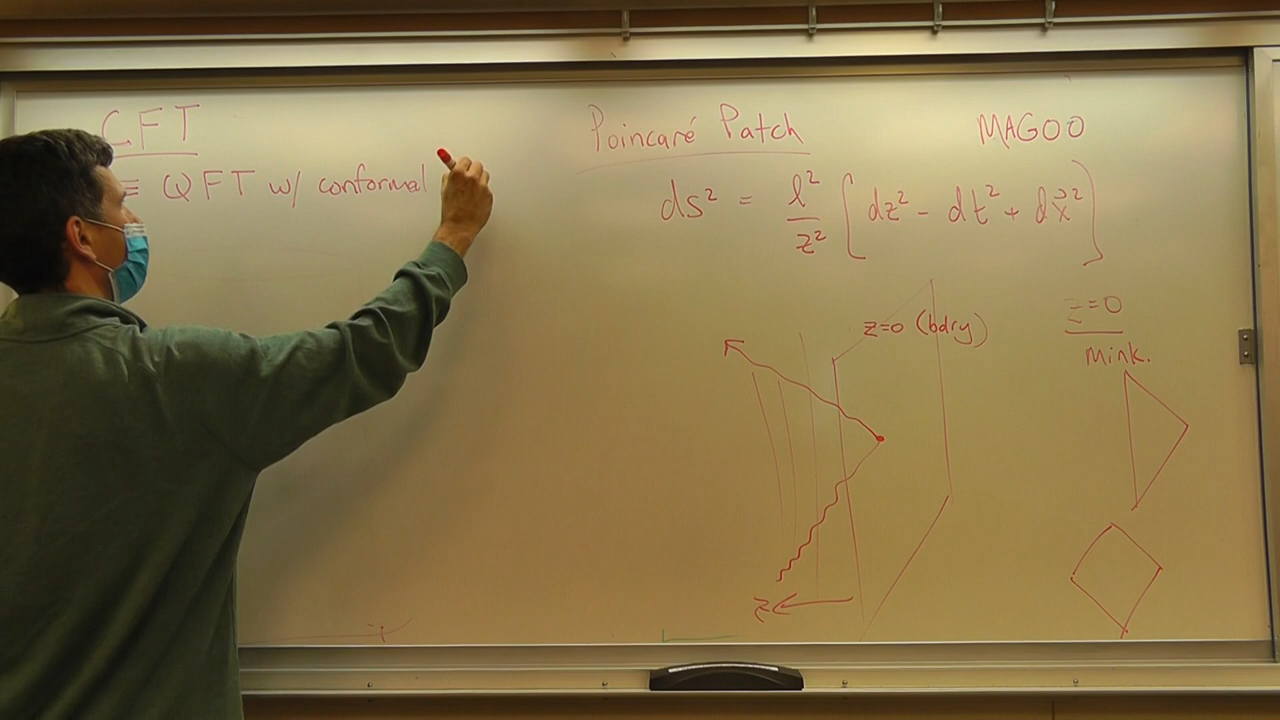 CFT
≡ QFT w/ conformal
Poincaré Patch
MAGOO
ds² = l²/z² [dz² - dt² + dx⃗²]
z=0 (bdry)
z=0
Mink.
z